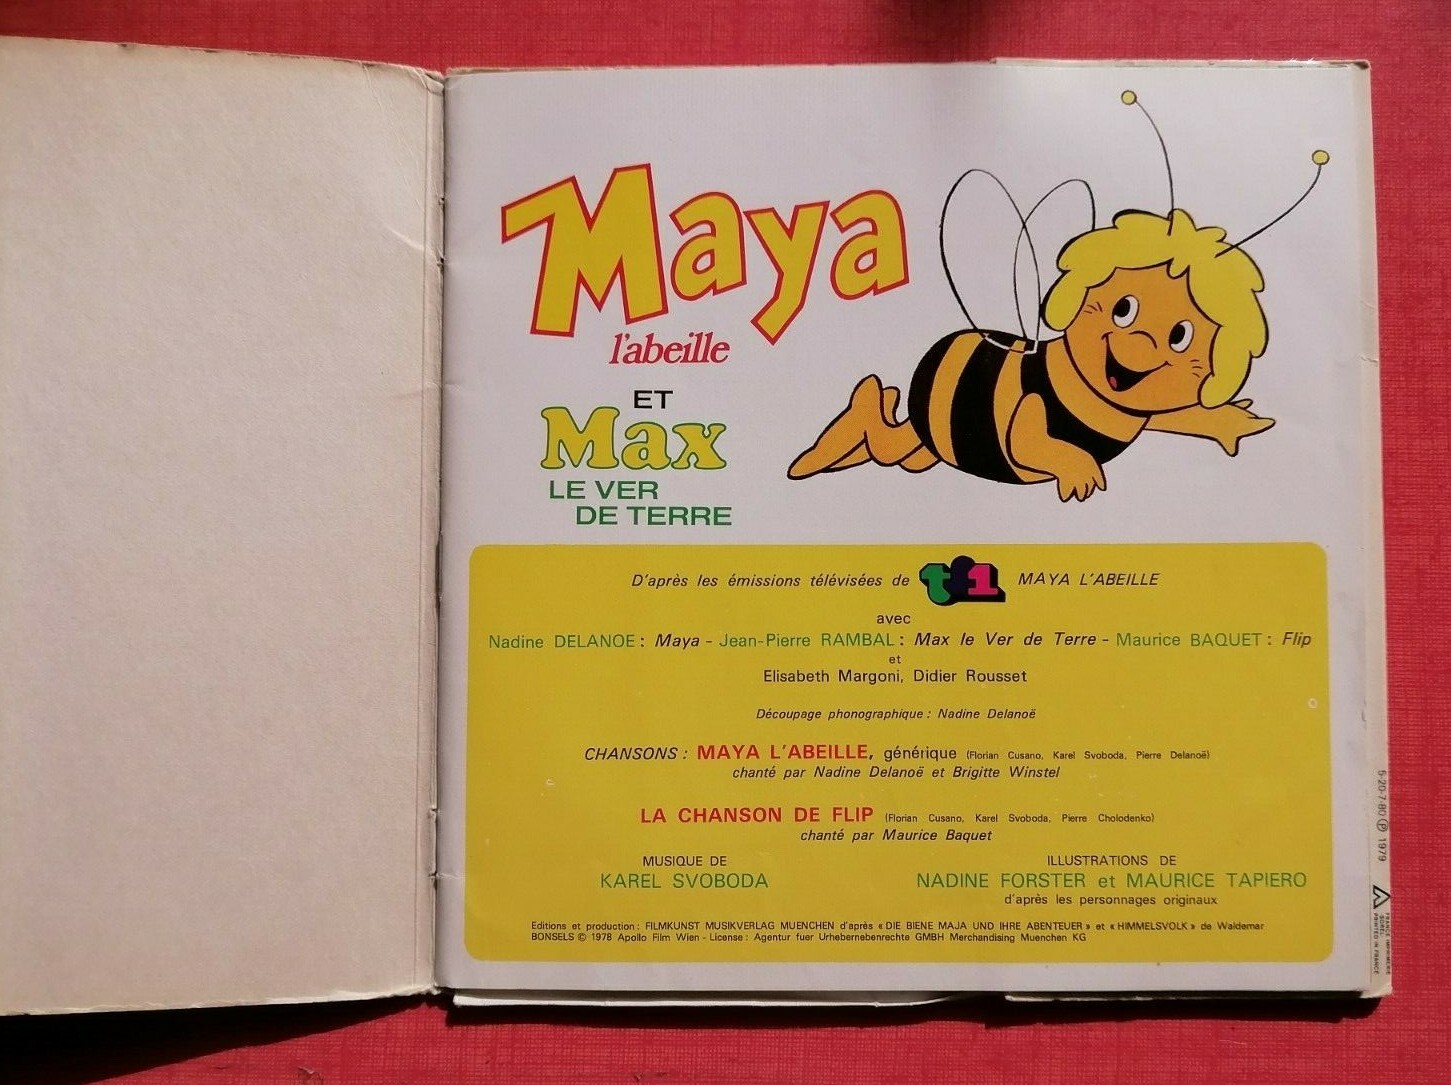 Maya
l'abeille
ET
Max
LE VER
DE TERRE
D'après les émissions télévisées de tf1 MAYA L'ABEILLE
avec
Nadine DELANOE : Maya - Jean-Pierre RAMBAL : Max le Ver de Terre - Maurice BAQUET : Flip
et
Elisabeth Margoni, Didier Rousset
Découpage phonographique : Nadine Delanoë
CHANSONS : MAYA L'ABEILLE, générique (Florian Cusano, Karel Svoboda, Pierre Delanoë)
chanté par Nadine Delanoë et Brigitte Winstel
LA CHANSON DE FLIP (Florian Cusano, Karel Svoboda, Pierre Cholodenko)
chanté par Maurice Baquet
MUSIQUE DE
KAREL SVOBODA
ILLUSTRATIONS DE
NADINE FORSTER et MAURICE TAPIERO
d'après les personnages originaux
Editions et production : FILMKUNST MUSIKVERLAG MUENCHEN d'après « DIE BIENE MAJA UND IHRE ABENTEUER » et « HIMMELSVOLK » de Waldemar
BONSELS © 1978 Apollo Film Wien - License : Agentur fuer Urhebernebenrechte GMBH Merchandising Muenchen KG
5-20-7-80 ℗ 1979
PRINTED IN FRANCE